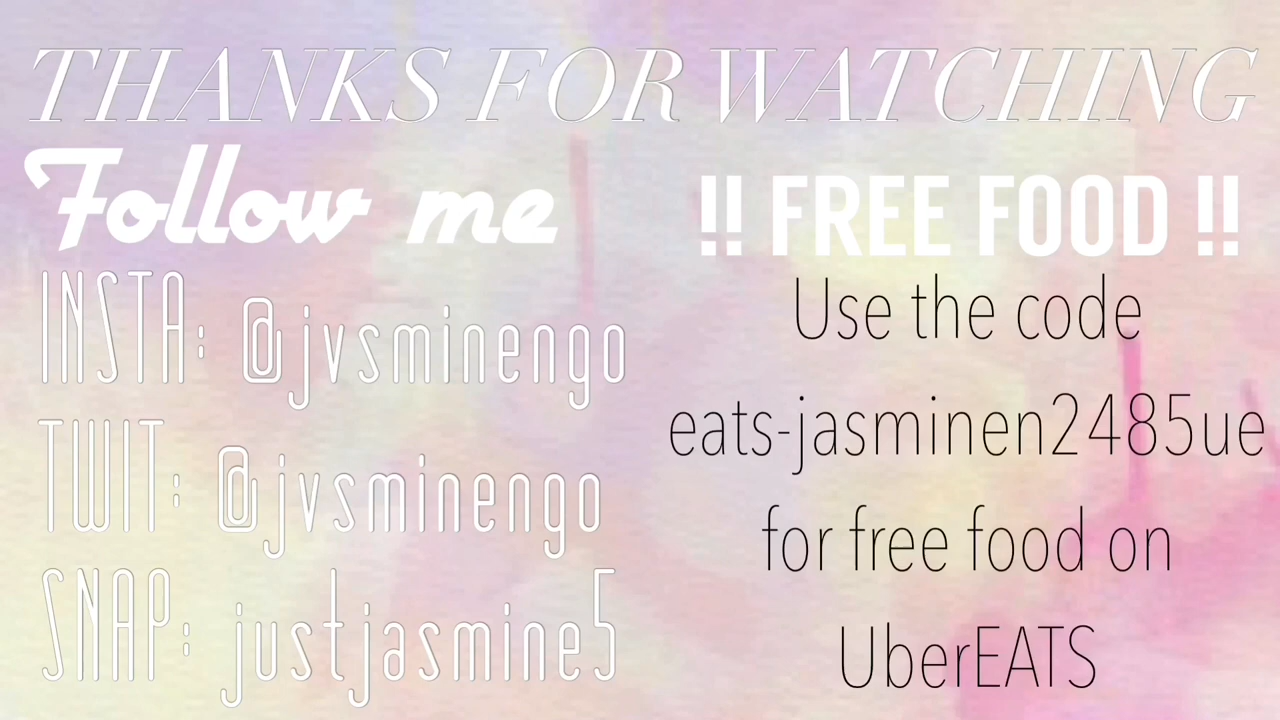 THANKS FOR WATCHING
Follow me
INSTA: @jvsminengo
TWIT: @jvsminengo
SNAP: justjasmine5
!! FREE FOOD !!
Use the code
eats-jasminen2485ue
for free food on
UberEATS